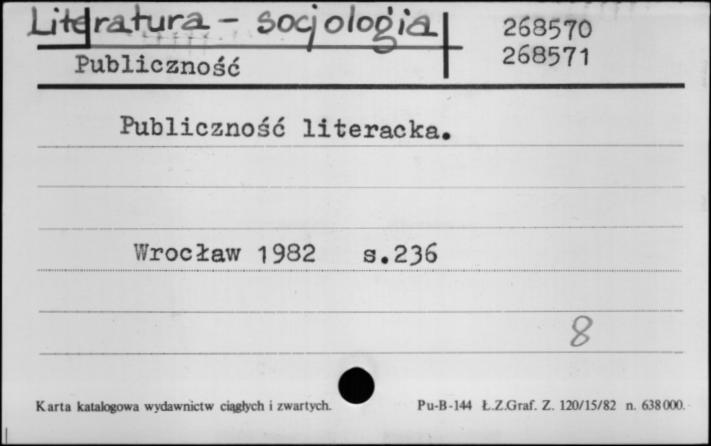 Literatura - socjologia
268570
Publiczność
268571
Publiczność literacka.
Wrocław 1982 s.236
8
Karta katalogowa wydawnictw ciągłych i zwartych. Pu-B-144 Ł.Z.Graf. Z. 120/15/82 n. 638000.